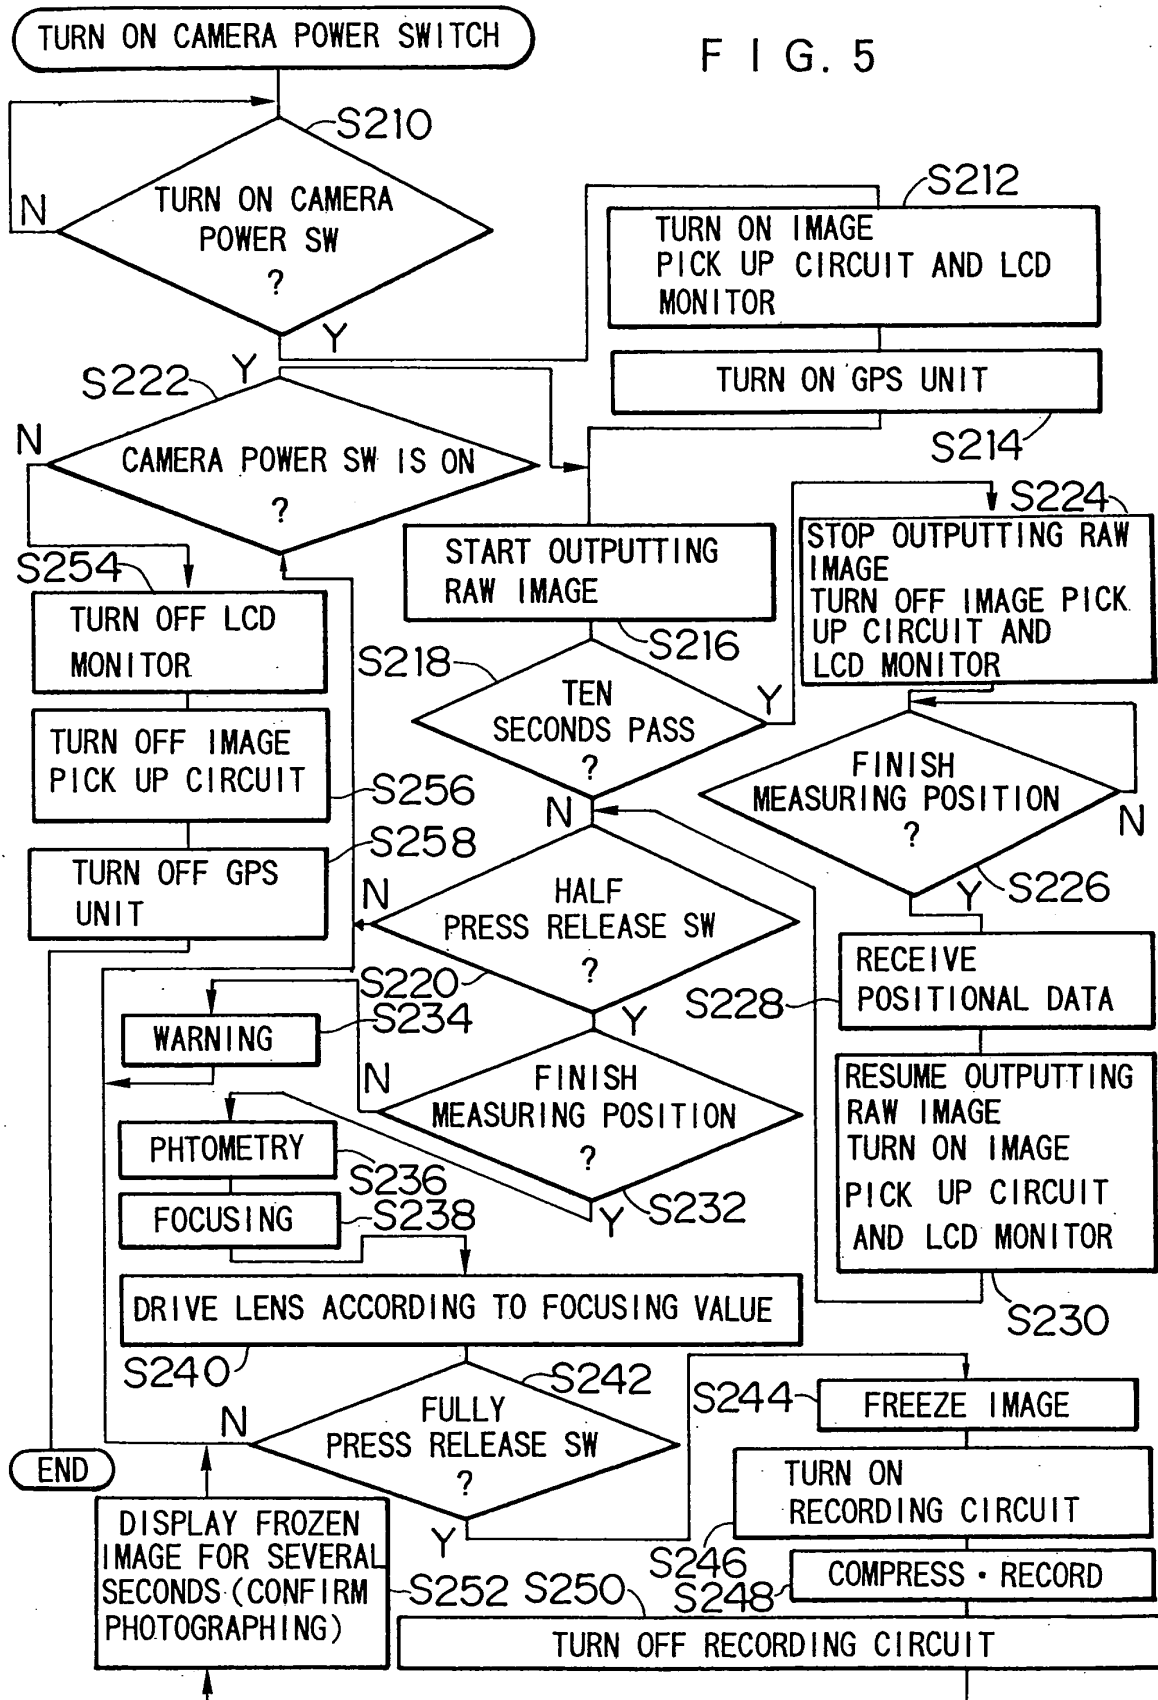 FIG. 5
TURN ON CAMERA POWER SWITCH
S210
TURN ON CAMERA
POWER SW
?
N
Y
S212
TURN ON IMAGE
PICK UP CIRCUIT AND LCD
MONITOR
TURN ON GPS UNIT
S214
Y
S222
N
CAMERA POWER SW IS ON
?
START OUTPUTTING
RAW IMAGE
S216
S218
TEN
SECONDS PASS
?
Y
N
S224
STOP OUTPUTTING RAW
IMAGE
TURN OFF IMAGE PICK
UP CIRCUIT AND
LCD MONITOR
FINISH
MEASURING POSITION
?
N
Y
S226
S228
RECEIVE
POSITIONAL DATA
RESUME OUTPUTTING
RAW IMAGE
TURN ON IMAGE
PICK UP CIRCUIT
AND LCD MONITOR
S230
S254
TURN OFF LCD
MONITOR
TURN OFF IMAGE
PICK UP CIRCUIT
S256
S258
TURN OFF GPS
UNIT
END
N
HALF
PRESS RELEASE SW
?
S220
Y
S234
WARNING
N
FINISH
MEASURING POSITION
?
S232
Y
PHTOMETRY
S236
FOCUSING
S238
DRIVE LENS ACCORDING TO FOCUSING VALUE
S240
S242
N
FULLY
PRESS RELEASE SW
?
Y
S244
FREEZE IMAGE
TURN ON
RECORDING CIRCUIT
S246
S248
COMPRESS・RECORD
S250
TURN OFF RECORDING CIRCUIT
DISPLAY FROZEN
IMAGE FOR SEVERAL
SECONDS (CONFIRM
PHOTOGRAPHING)
S252